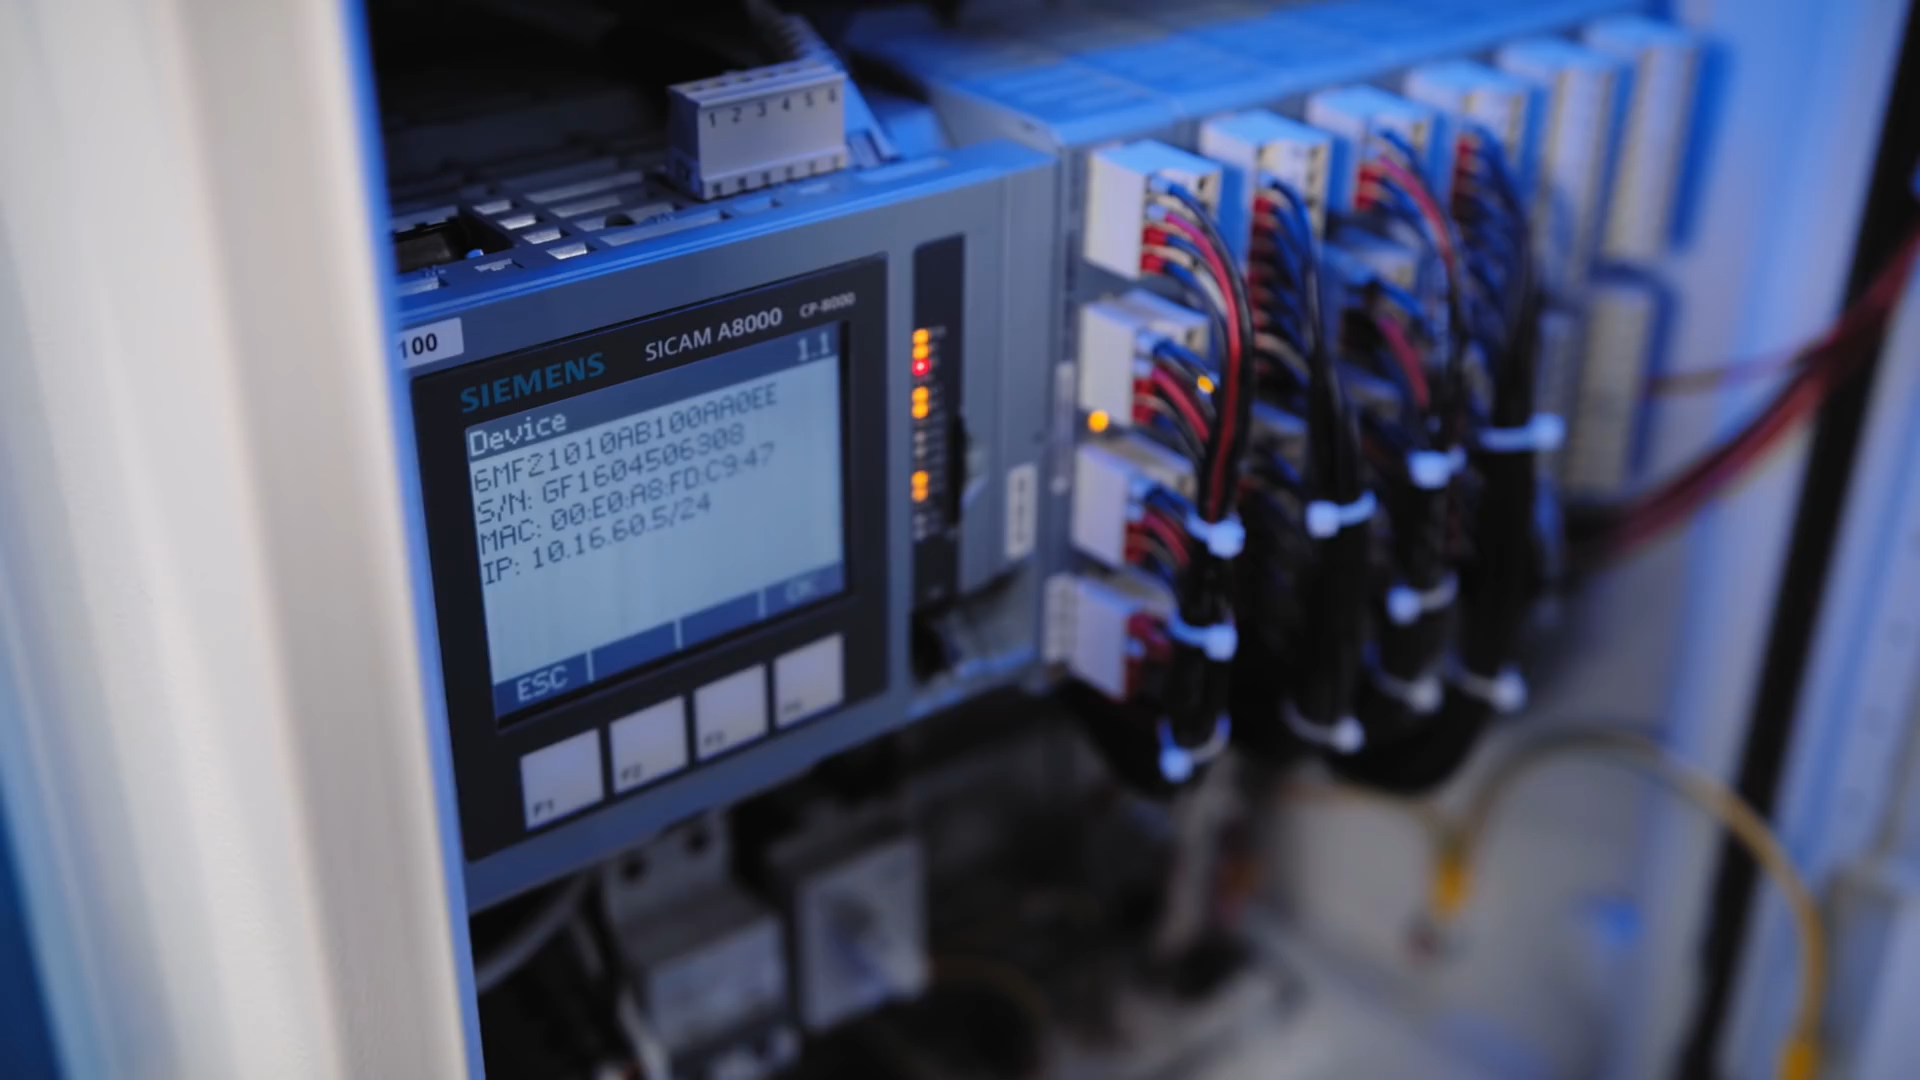 1 2 3 4 5 6
100
SIEMENS SICAM A8000 CP-8000
1.1
Device
6MF21010AB100AA0EE
S/N: GF1604506308
MAC: 00:E0:A8:FD:C9:47
IP: 10.16.60.5/24
ESC OK
F1 F2 F3 F4